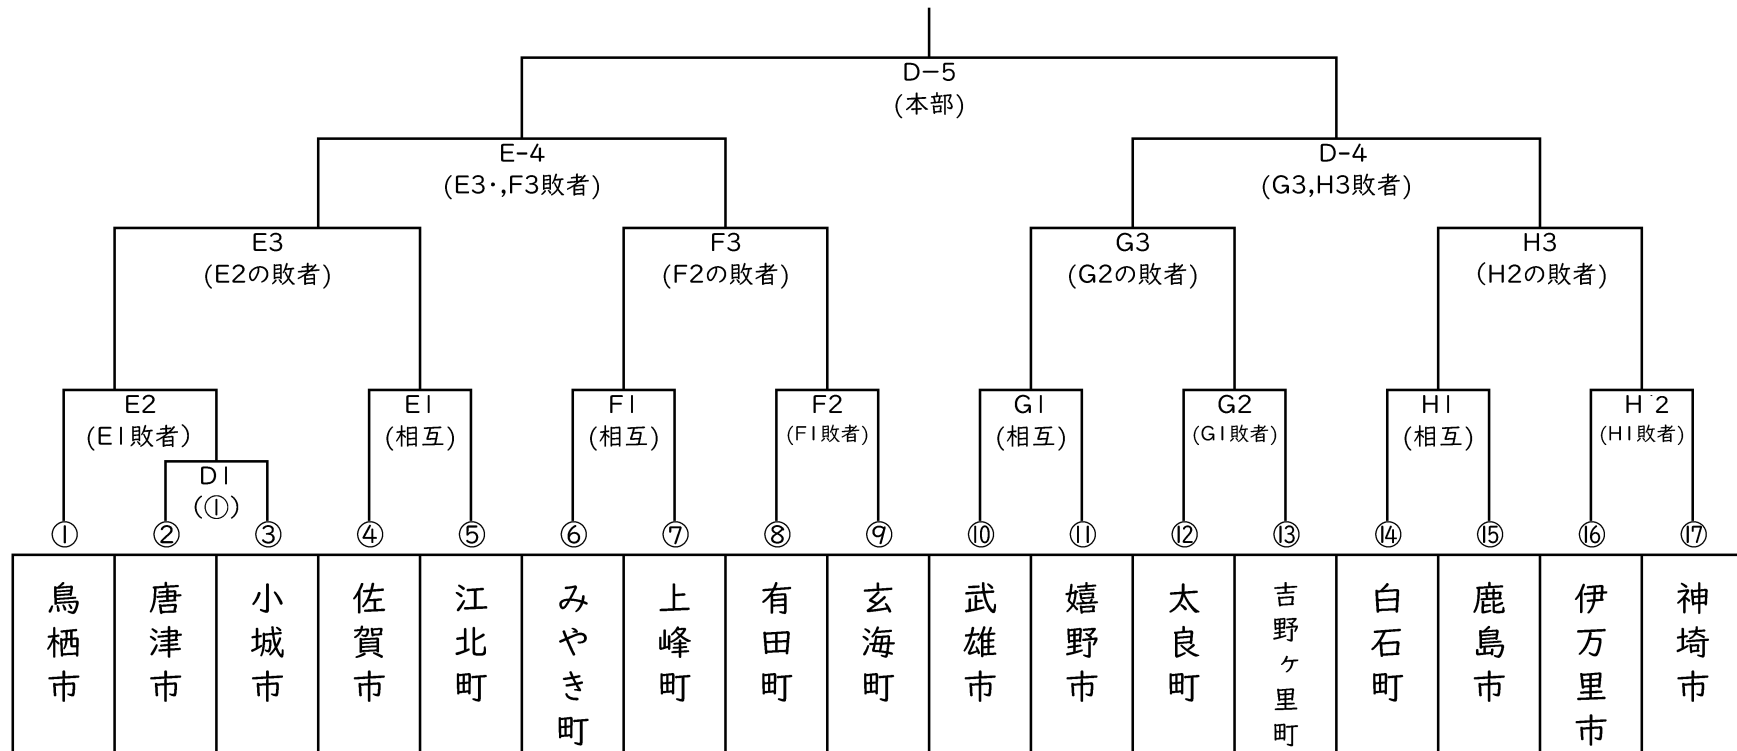 D-5
(本部)
E-4
(E3・,F3敗者)
D-4
(G3,H3敗者)
E3
(E2の敗者)
F3
(F2の敗者)
G3
(G2の敗者)
H3
(H2の敗者)
E2
(E1敗者)
E1
(相互)
F1
(相互)
F2
(F1敗者)
G1
(相互)
G2
(G1敗者)
H1
(相互)
H 2
(H1敗者)
D1
(①)
① ② ③ ④ ⑤ ⑥ ⑦ ⑧ ⑨ ⑩ ⑪ ⑫ ⑬ ⑭ ⑮ ⑯ ⑰
鳥栖市
唐津市
小城市
佐賀市
江北町
みやき町
上峰町
有田町
玄海町
武雄市
嬉野市
太良町
吉野ヶ里町
白石町
鹿島市
伊万里市
神埼市